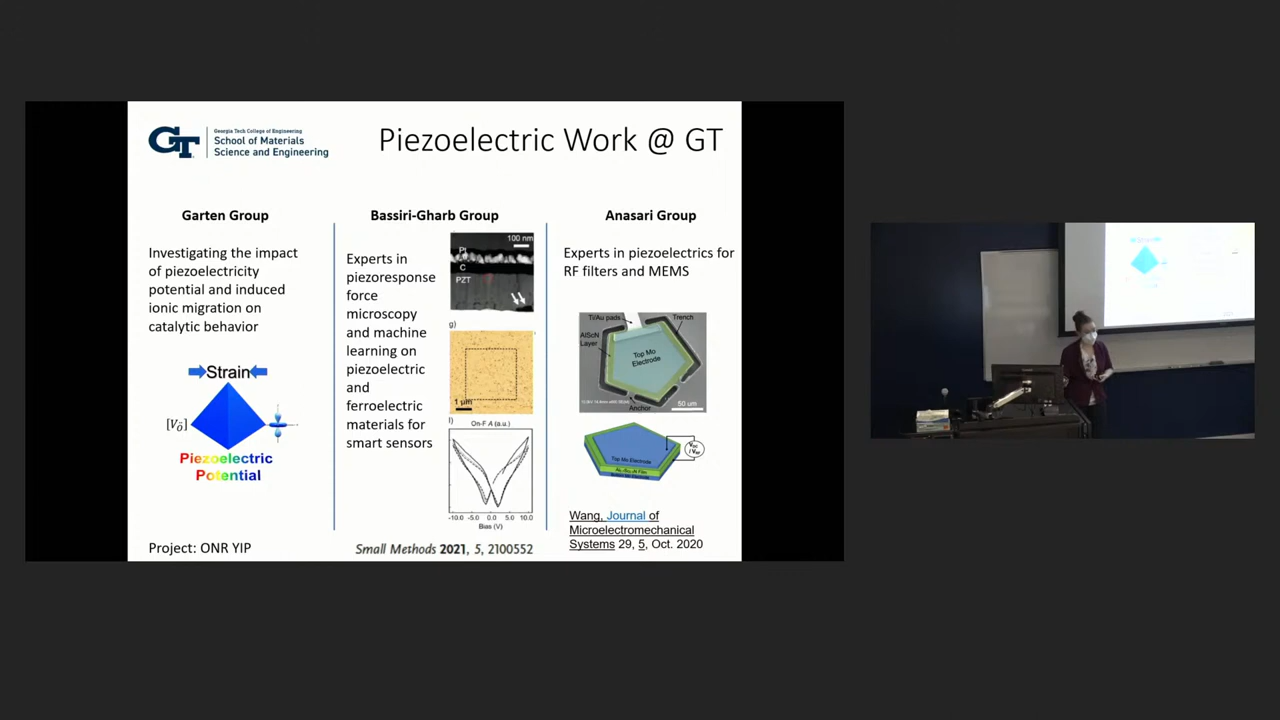 Georgia Tech College of Engineering
School of Materials
Science and Engineering
Piezoelectric Work @ GT
Garten Group
Investigating the impact
of piezoelectricity
potential and induced
ionic migration on
catalytic behavior
Strain
Piezoelectric
Potential
Project: ONR YIP
Bassiri-Gharb Group
Experts in
piezoresponse
force
microscopy
and machine
learning on
piezoelectric
and
ferroelectric
materials for
smart sensors
100 nm
Pt
C
PZT
g)
1 μm
On-F A (a.u.)
-10.0 -5.0 0.0 5.0 10.0
Bias (V)
Small Methods 2021, 5, 2100552
Anasari Group
Experts in piezoelectrics for
RF filters and MEMS
Ti/Au pads
Trench
AlScN
Layer
Top Mo
Electrode
Anchor
50 um
Top Mo Electrode
Wang, Journal of
Microelectromechanical
Systems 29, 5, Oct. 2020